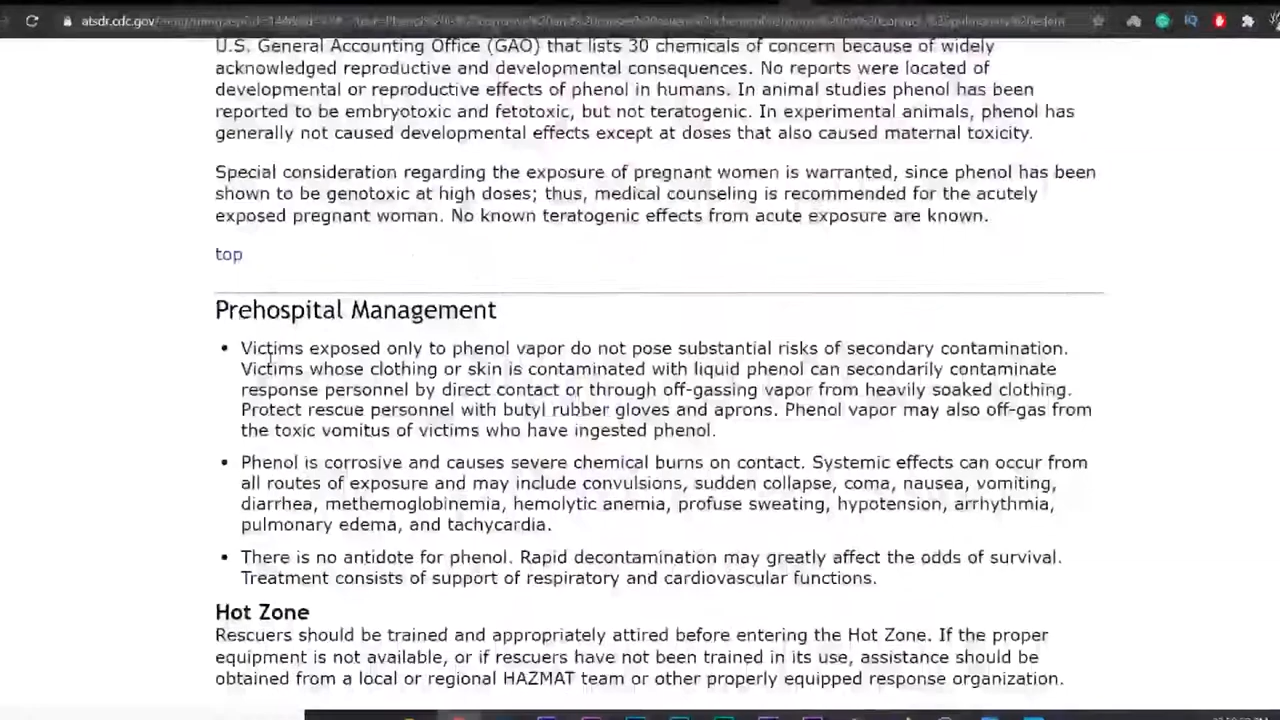 atsdr.cdc.gov
U.S. General Accounting Office (GAO) that lists 30 chemicals of concern because of widely
acknowledged reproductive and developmental consequences. No reports were located of
developmental or reproductive effects of phenol in humans. In animal studies phenol has been
reported to be embryotoxic and fetotoxic, but not teratogenic. In experimental animals, phenol has
generally not caused developmental effects except at doses that also caused maternal toxicity.
Special consideration regarding the exposure of pregnant women is warranted, since phenol has been
shown to be genotoxic at high doses; thus, medical counseling is recommended for the acutely
exposed pregnant woman. No known teratogenic effects from acute exposure are known.
top
Prehospital Management
• Victims exposed only to phenol vapor do not pose substantial risks of secondary contamination.
Victims whose clothing or skin is contaminated with liquid phenol can secondarily contaminate
response personnel by direct contact or through off-gassing vapor from heavily soaked clothing.
Protect rescue personnel with butyl rubber gloves and aprons. Phenol vapor may also off-gas from
the toxic vomitus of victims who have ingested phenol.
• Phenol is corrosive and causes severe chemical burns on contact. Systemic effects can occur from
all routes of exposure and may include convulsions, sudden collapse, coma, nausea, vomiting,
diarrhea, methemoglobinemia, hemolytic anemia, profuse sweating, hypotension, arrhythmia,
pulmonary edema, and tachycardia.
• There is no antidote for phenol. Rapid decontamination may greatly affect the odds of survival.
Treatment consists of support of respiratory and cardiovascular functions.
Hot Zone
Rescuers should be trained and appropriately attired before entering the Hot Zone. If the proper
equipment is not available, or if rescuers have not been trained in its use, assistance should be
obtained from a local or regional HAZMAT team or other properly equipped response organization.